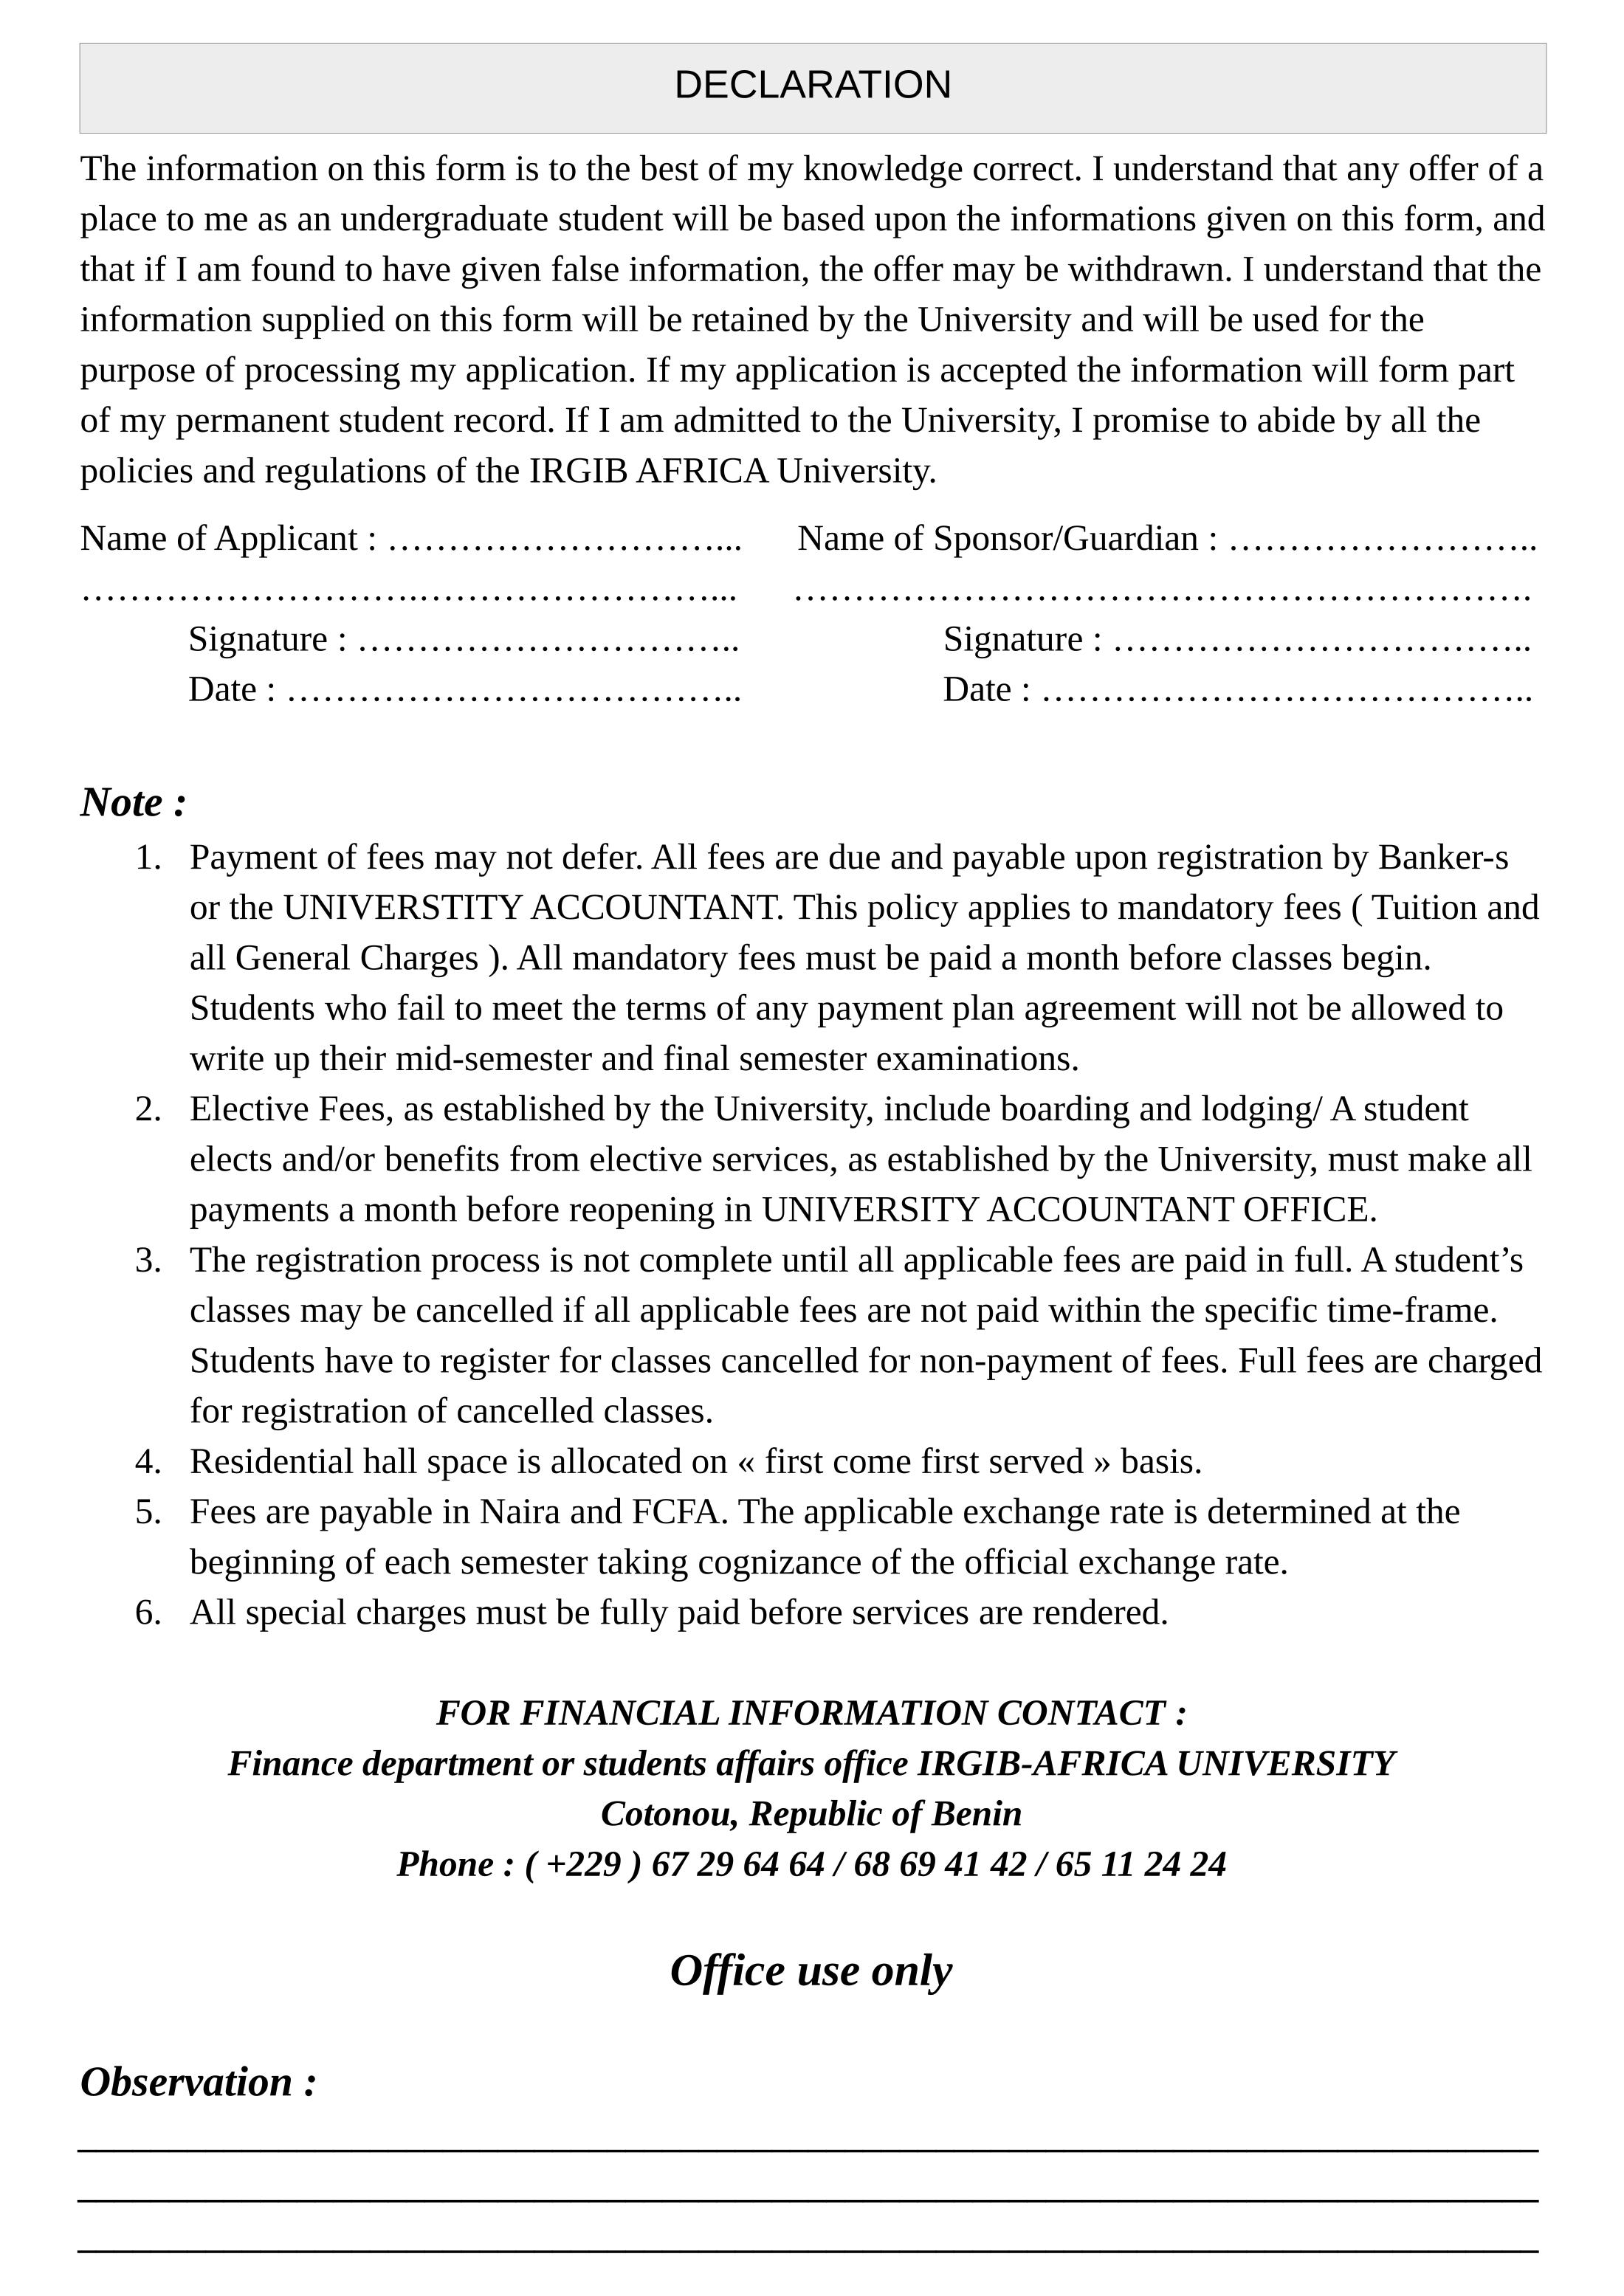 DECLARATION
The information on this form is to the best of my knowledge correct. I understand that any offer of a
place to me as an undergraduate student will be based upon the informations given on this form, and
that if I am found to have given false information, the offer may be withdrawn. I understand that the
information supplied on this form will be retained by the University and will be used for the
purpose of processing my application. If my application is accepted the information will form part
of my permanent student record. If I am admitted to the University, I promise to abide by all the
policies and regulations of the IRGIB AFRICA University.
Name of Applicant : ………………………... Name of Sponsor/Guardian : ……………………..
……………………….……………………... …………………………………………………….
Signature : ………………………….. Signature : ……………………………..
Date : ……………………………….. Date : …………………………………..
Note :
1. Payment of fees may not defer. All fees are due and payable upon registration by Banker-s
or the UNIVERSTITY ACCOUNTANT. This policy applies to mandatory fees ( Tuition and
all General Charges ). All mandatory fees must be paid a month before classes begin.
Students who fail to meet the terms of any payment plan agreement will not be allowed to
write up their mid-semester and final semester examinations.
2. Elective Fees, as established by the University, include boarding and lodging/ A student
elects and/or benefits from elective services, as established by the University, must make all
payments a month before reopening in UNIVERSITY ACCOUNTANT OFFICE.
3. The registration process is not complete until all applicable fees are paid in full. A student’s
classes may be cancelled if all applicable fees are not paid within the specific time-frame.
Students have to register for classes cancelled for non-payment of fees. Full fees are charged
for registration of cancelled classes.
4. Residential hall space is allocated on « first come first served » basis.
5. Fees are payable in Naira and FCFA. The applicable exchange rate is determined at the
beginning of each semester taking cognizance of the official exchange rate.
6. All special charges must be fully paid before services are rendered.
FOR FINANCIAL INFORMATION CONTACT :
Finance department or students affairs office IRGIB-AFRICA UNIVERSITY
Cotonou, Republic of Benin
Phone : ( +229 ) 67 29 64 64 / 68 69 41 42 / 65 11 24 24
Office use only
Observation :